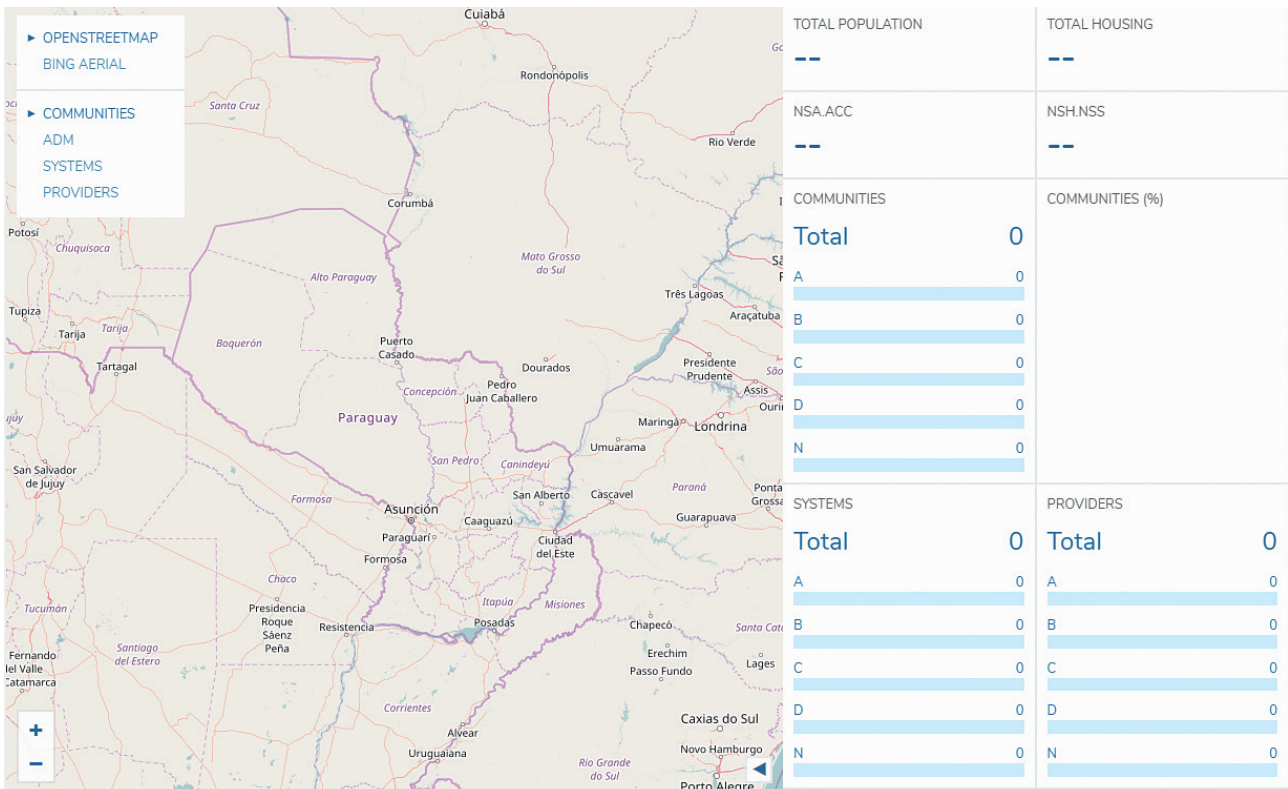 ► OPENSTREETMAP
BING AERIAL
► COMMUNITIES
ADM
SYSTEMS
PROVIDERS
Cuiabá
Rondonópolis
Santa Cruz
Rio Verde
Corumbá
Potosí
Chuquisaca
Alto Paraguay
Mato Grosso
do Sul
Três Lagoas
Araçatuba
Tupiza
Tarija
Tarija
Boquerón
Puerto
Casado
Tartagal
Dourados
Presidente
Prudente
Pedro
Juan Caballero
Concepción
Assis
Paraguay
Maringá
Londrina
Umuarama
San Pedro
Canindeyú
San Salvador
de Jujuy
Formosa
San Alberto
Cascavel
Paraná
Asunción
Caaguazú
Guarapuava
Paraguarí
Ciudad
del Este
Formosa
Chaco
Tucumán
Presidencia
Roque
Sáenz
Peña
Itapúa
Misiones
Resistencia
Posadas
Chapecó
Santiago
del Estero
Erechim
Passo Fundo
Lages
Fernando
del Valle
Catamarca
Corrientes
Caxias do Sul
Alvear
Uruguaiana
Novo Hamburgo
Rio Grande
do Sul
Porto Alegre
+
−
◄
TOTAL POPULATION
--
TOTAL HOUSING
--
NSA.ACC
--
NSH.NSS
--
COMMUNITIES
Total 0
A 0
B 0
C 0
D 0
N 0
COMMUNITIES (%)
SYSTEMS
Total 0
A 0
B 0
C 0
D 0
N 0
PROVIDERS
Total 0
A 0
B 0
C 0
D 0
N 0